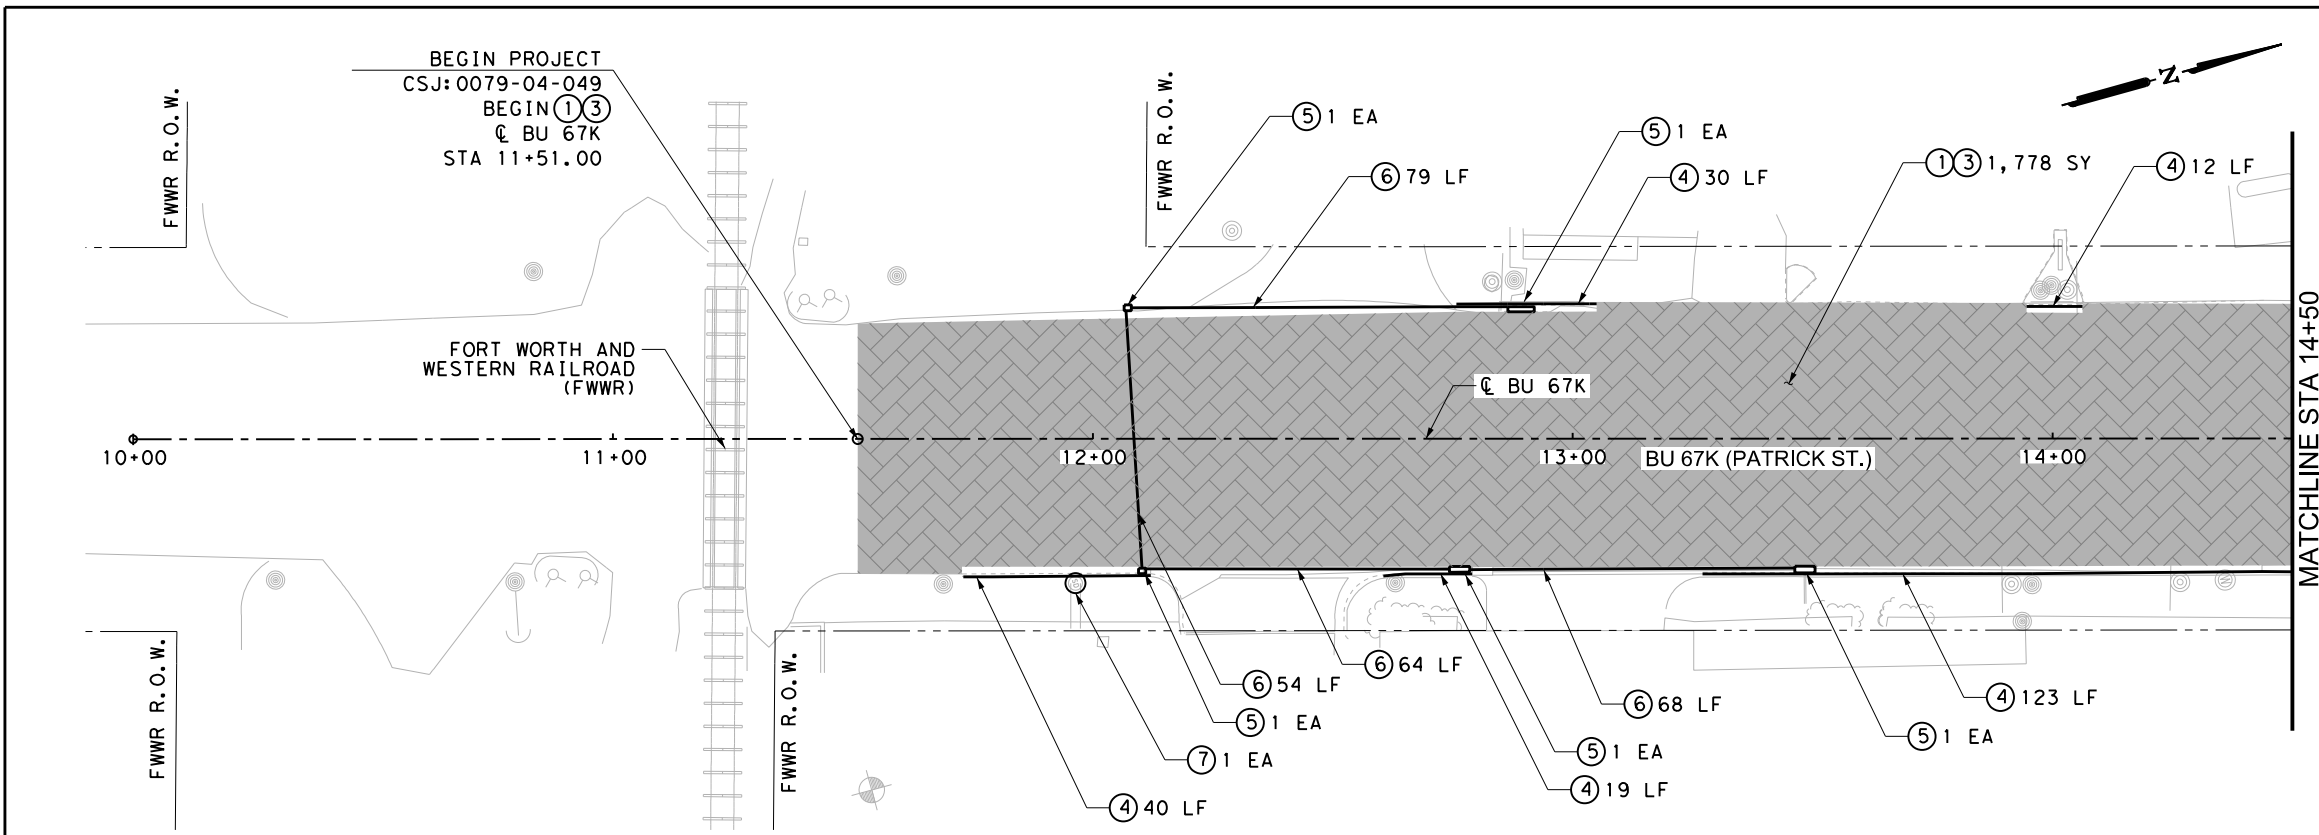 BEGIN PROJECT
CSJ:0079-04-049
BEGIN 1 3
℄ BU 67K
STA 11+51.00
FWWR R.O.W.
FWWR R.O.W.
5 1 EA
6 79 LF
5 1 EA
4 30 LF
1 3 1,778 SY
4 12 LF
N
FORT WORTH AND
WESTERN RAILROAD
(FWWR)
℄ BU 67K
10+00
11+00
12+00
13+00
BU 67K (PATRICK ST.)
14+00
MATCHLINE STA 14+50
FWWR R.O.W.
FWWR R.O.W.
6 54 LF
5 1 EA
7 1 EA
4 40 LF
6 64 LF
6 68 LF
5 1 EA
4 19 LF
4 123 LF
5 1 EA